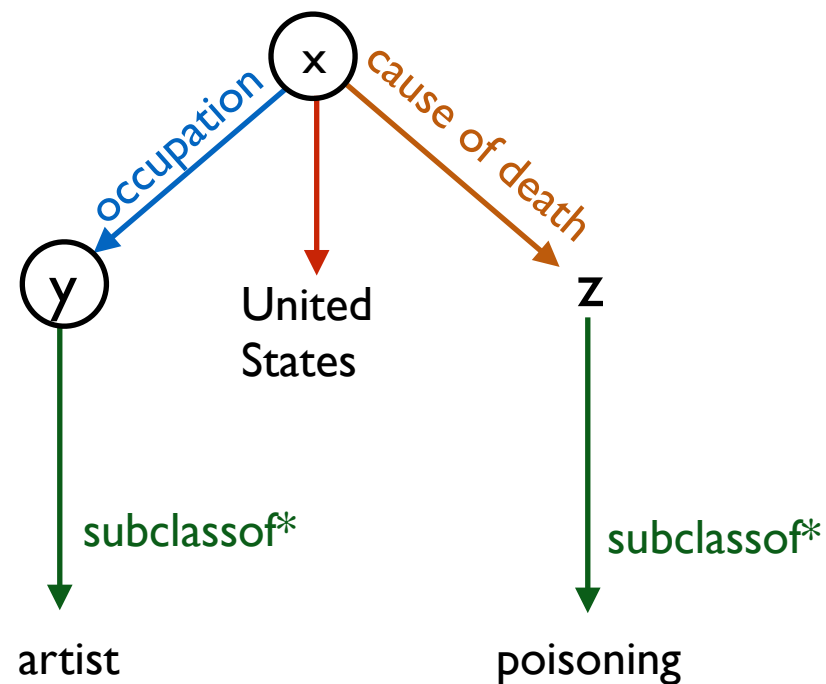 x
occupation
cause of death
y
United
States
z
subclassof*
subclassof*
artist
poisoning